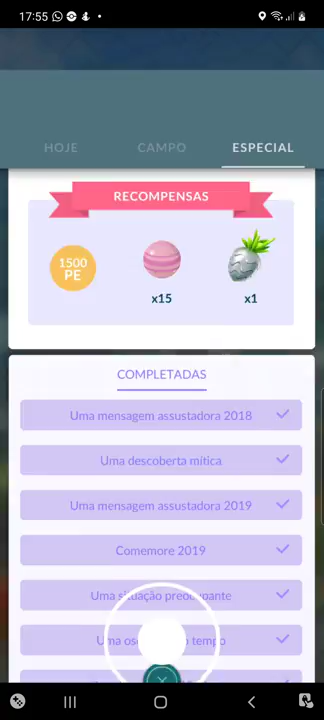 17:55
HOJE CAMPO ESPECIAL
RECOMPENSAS
1500
PE
x15 x1
COMPLETADAS
Uma mensagem assustadora 2018
Uma descoberta mítica
Uma mensagem assustadora 2019
Comemore 2019
Uma situação preocupante
Uma tempo